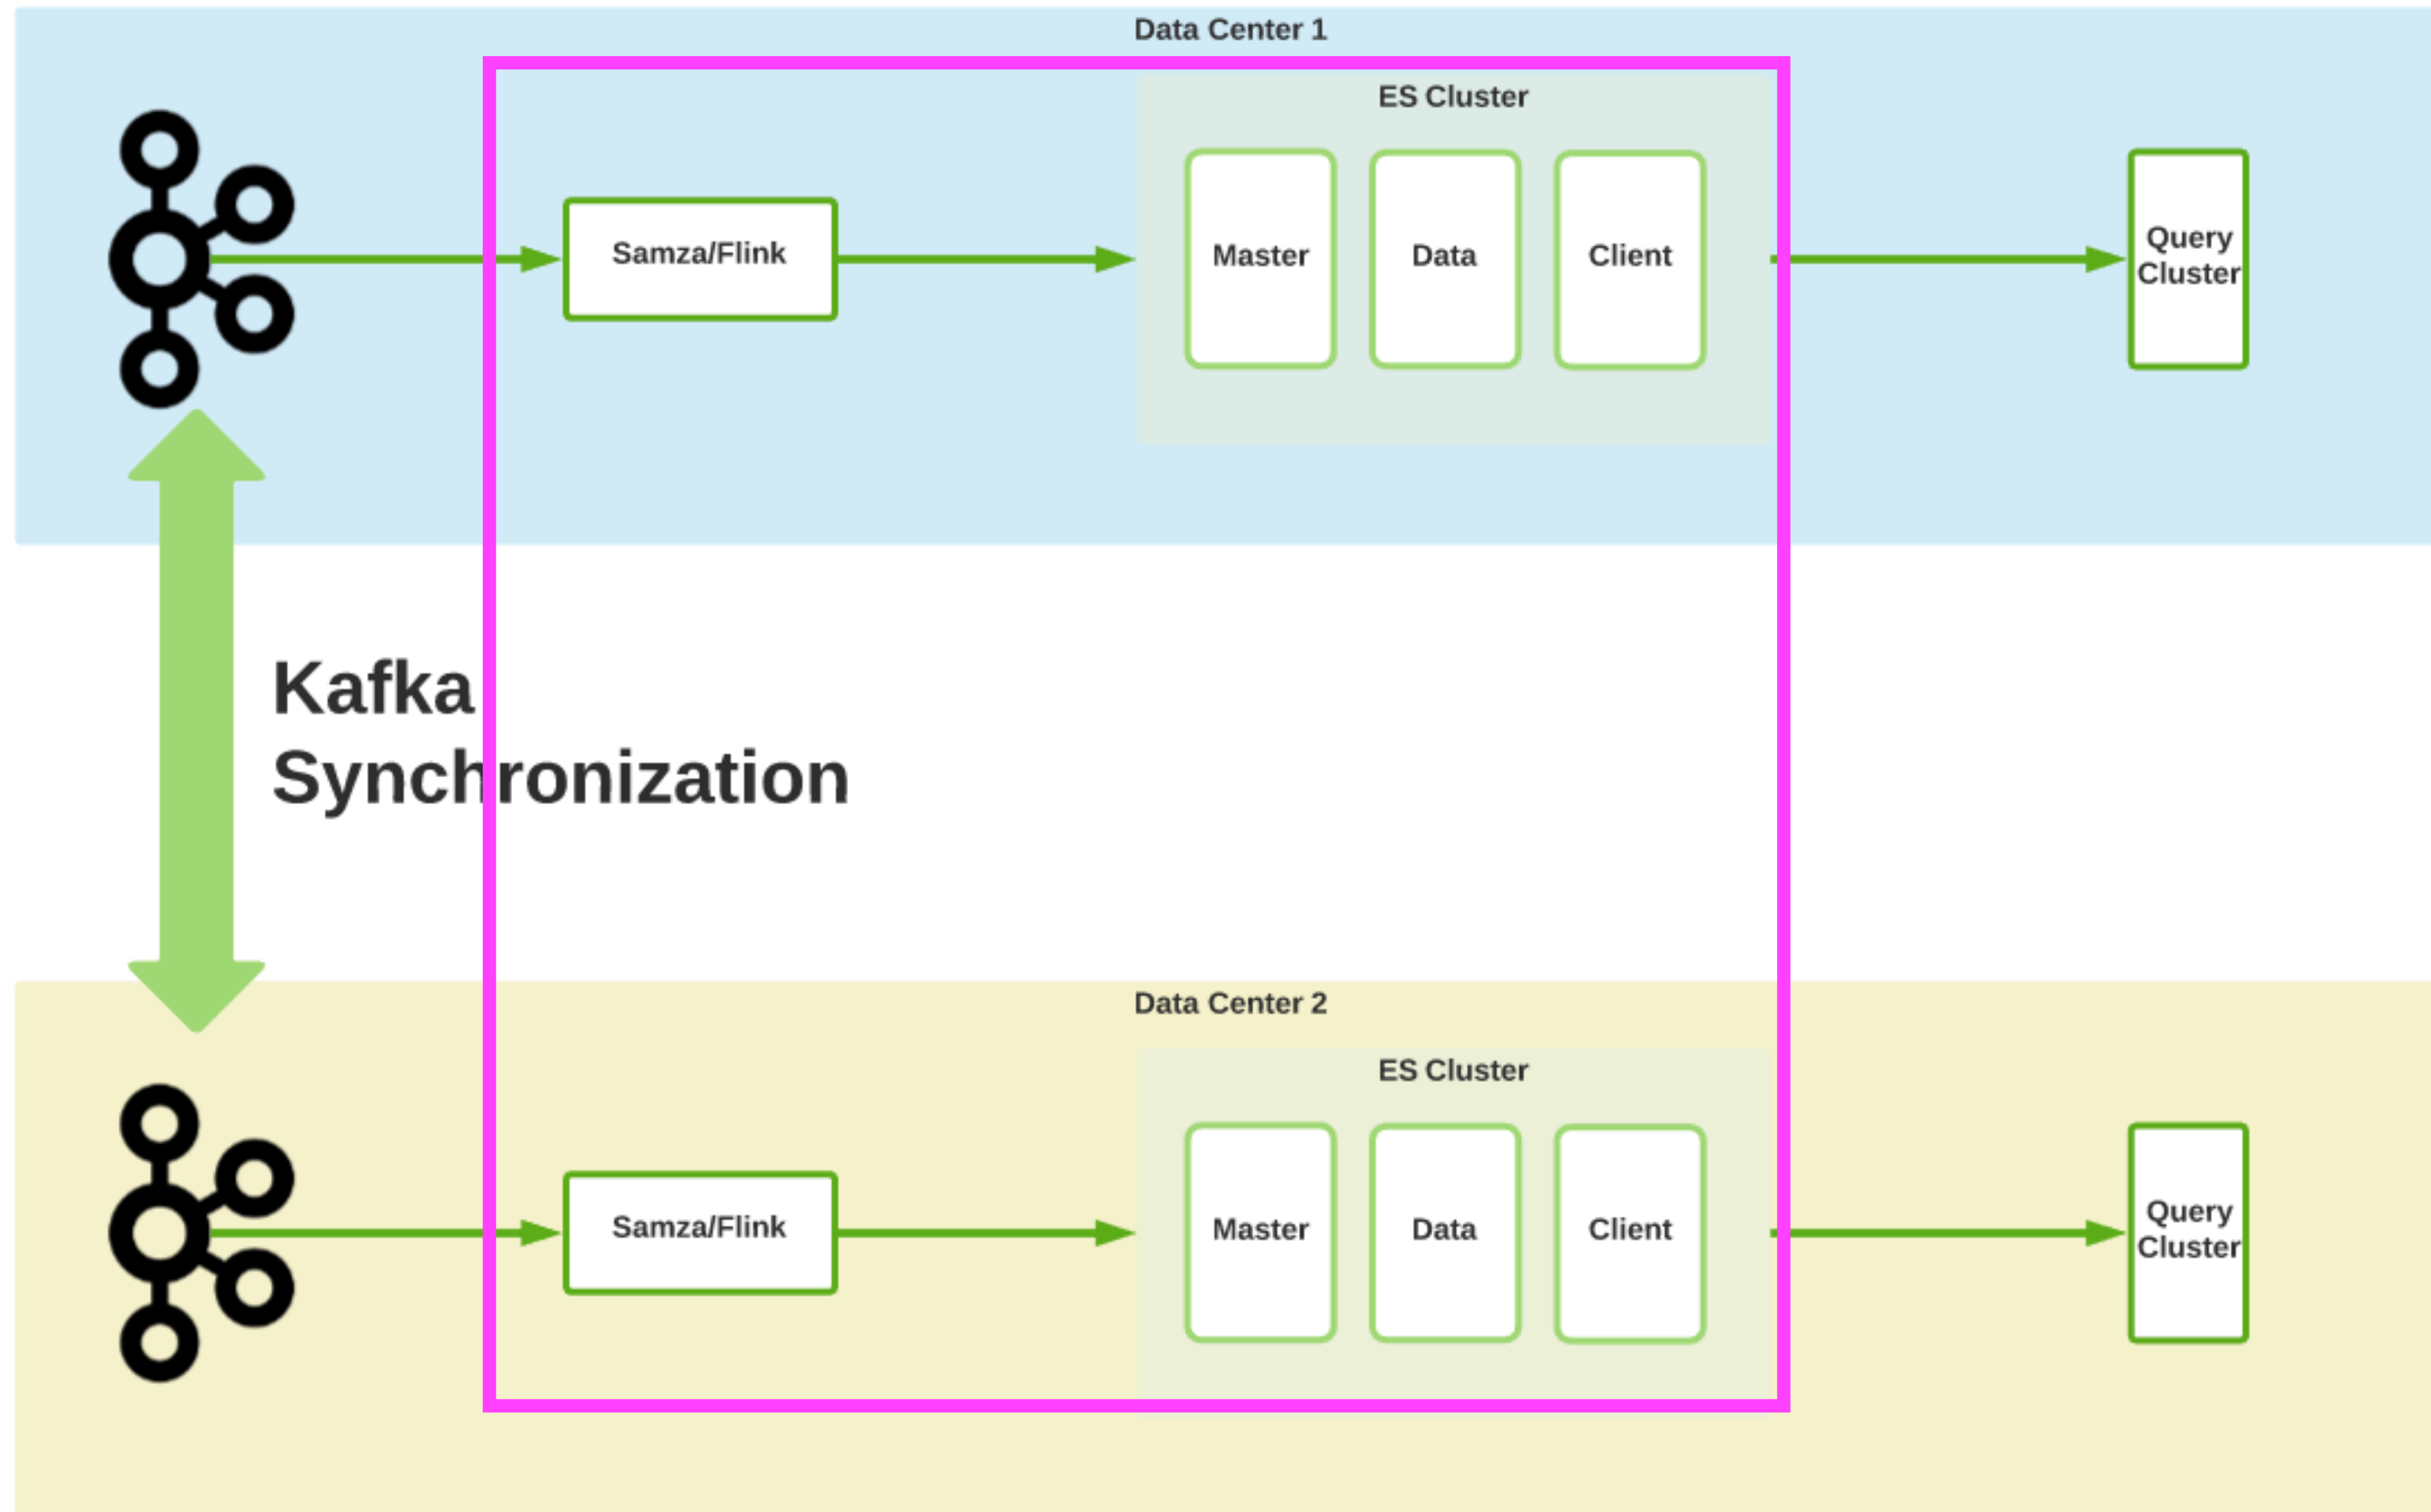 Data Center 1
ES Cluster
Samza/Flink
Master
Data
Client
Query
Cluster
Kafka
Synchronization
Data Center 2
ES Cluster
Samza/Flink
Master
Data
Client
Query
Cluster